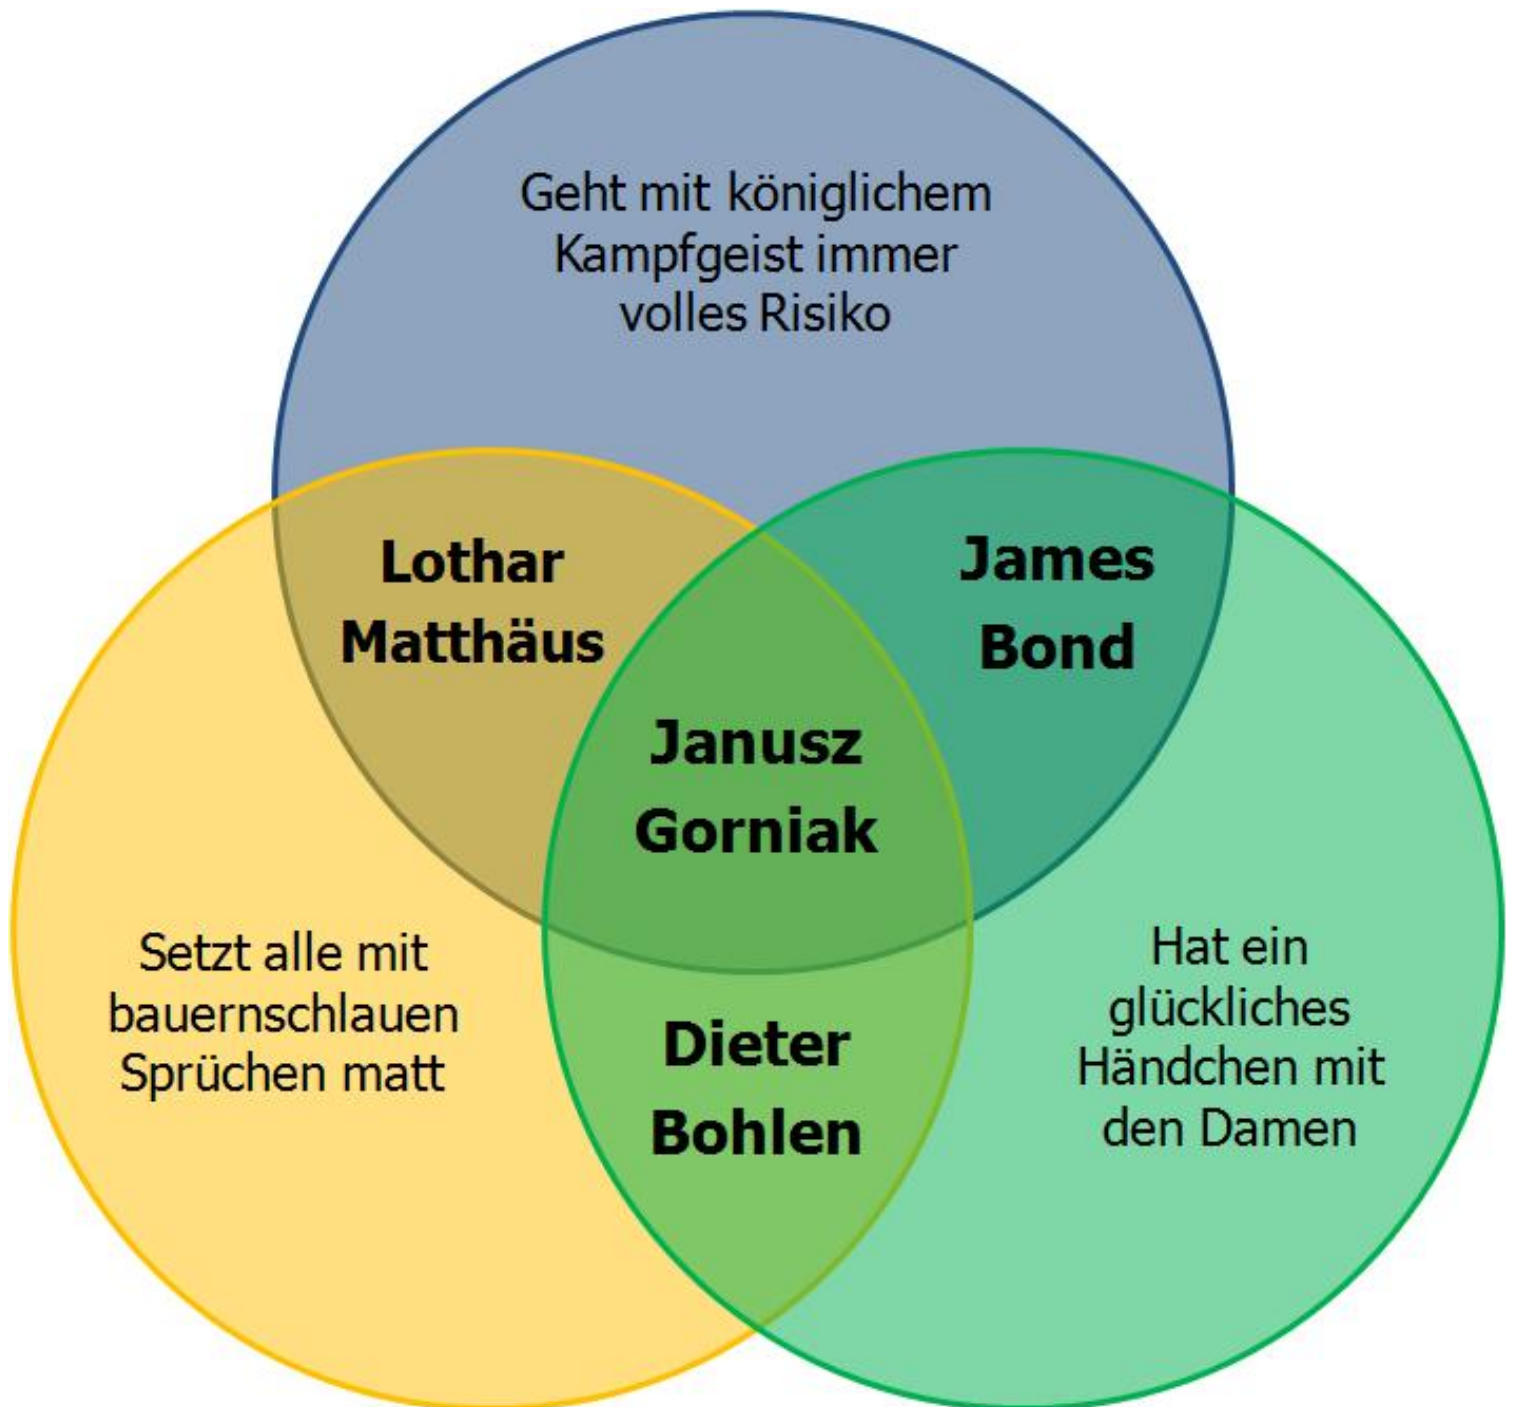 Geht mit königlichem
Kampfgeist immer
volles Risiko
Lothar
Matthäus
James
Bond
Janusz
Gorniak
Setzt alle mit
bauernschlauen
Sprüchen matt
Hat ein
glückliches
Händchen mit
den Damen
Dieter
Bohlen